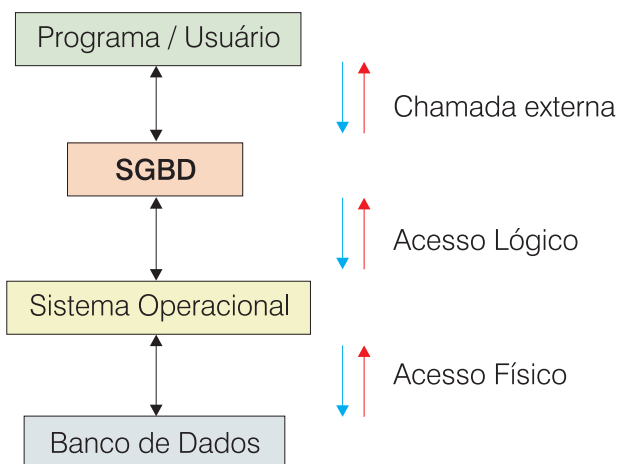 Programa / Usuário
Chamada externa
SGBD
Acesso Lógico
Sistema Operacional
Acesso Físico
Banco de Dados